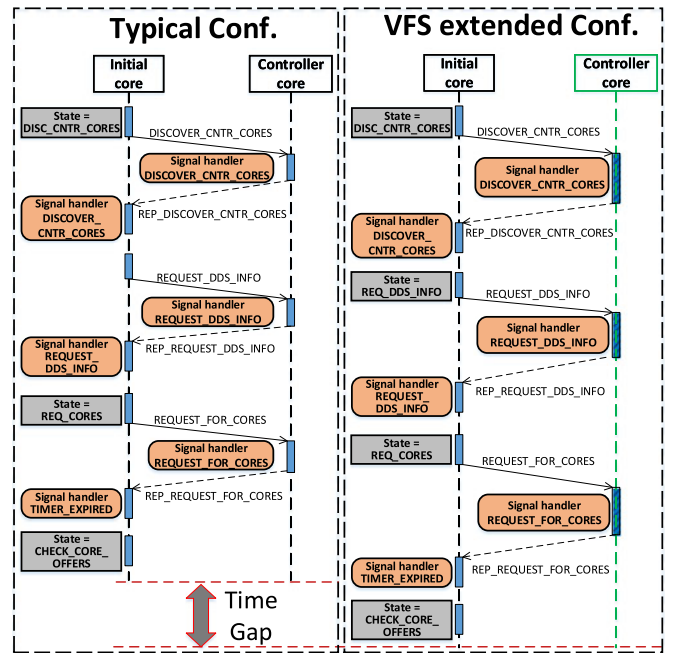 Typical Conf.
Initial
core
Controller
core
State =
DISC_CNTR_CORES
DISCOVER_CNTR_CORES
Signal handler
DISCOVER_CNTR_CORES
Signal handler
DISCOVER_
CNTR_CORES
REP_DISCOVER_CNTR_CORES
REQUEST_DDS_INFO
Signal handler
REQUEST_DDS_INFO
Signal handler
REQUEST_
DDS_INFO
REP_REQUEST_DDS_INFO
State =
REQ_CORES
REQUEST_FOR_CORES
Signal handler
REQUEST_FOR_CORES
Signal handler
TIMER_EXPIRED
REP_REQUEST_FOR_CORES
State =
CHECK_CORE_
OFFERS
Time
Gap
VFS extended Conf.
Initial
core
Controller
core
State =
DISC_CNTR_CORES
DISCOVER_CNTR_CORES
Signal handler
DISCOVER_CNTR_CORES
Signal handler
DISCOVER_
CNTR_CORES
REP_DISCOVER_CNTR_CORES
State =
REQ_DDS_INFO
REQUEST_DDS_INFO
Signal handler
REQUEST_DDS_INFO
Signal handler
REQUEST_
DDS_INFO
REP_REQUEST_DDS_INFO
State =
REQ_CORES
REQUEST_FOR_CORES
Signal handler
REQUEST_FOR_CORES
Signal handler
TIMER_EXPIRED
REP_REQUEST_FOR_CORES
State =
CHECK_CORE_
OFFERS